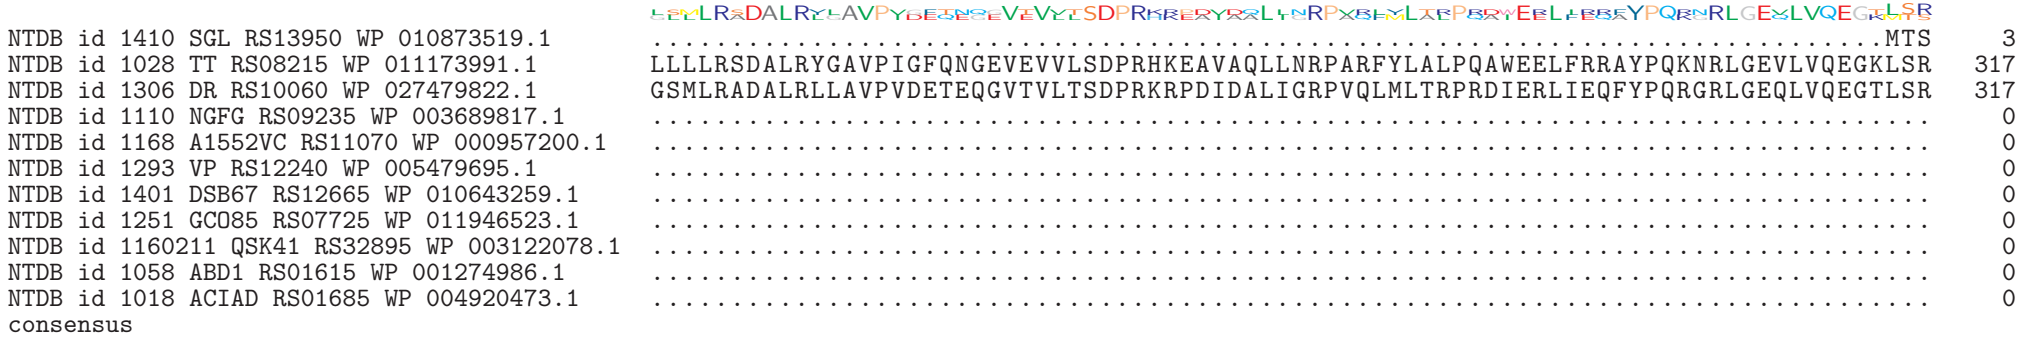 NTDB id 1410 SGL RS13950 WP 010873519.1 .............................................................................MTS 3
NTDB id 1028 TT RS08215 WP 011173991.1 LLLLRSDALRYGAVPIGFQNGEVEVVLSDPRHKEAVAQLLNRPARFYLALPQAWEELFRRAYPQKNRLGEVLVQEGKLSR 317
NTDB id 1306 DR RS10060 WP 027479822.1 GSMLRADALRLLAVPVDETEQGVTVLTSDPRKRPDIDALIGRPVQLMLTRPRDIERLIEQFYPQRGRLGEQLVQEGTLSR 317
NTDB id 1110 NGFG RS09235 WP 003689817.1 ................................................................................ 0
NTDB id 1168 A1552VC RS11070 WP 000957200.1 ................................................................................ 0
NTDB id 1293 VP RS12240 WP 005479695.1 ................................................................................ 0
NTDB id 1401 DSB67 RS12665 WP 010643259.1 ................................................................................ 0
NTDB id 1251 GCO85 RS07725 WP 011946523.1 ................................................................................ 0
NTDB id 1160211 QSK41 RS32895 WP 003122078.1 ................................................................................ 0
NTDB id 1058 ABD1 RS01615 WP 001274986.1 ................................................................................ 0
NTDB id 1018 ACIAD RS01685 WP 004920473.1 ................................................................................ 0
consensus